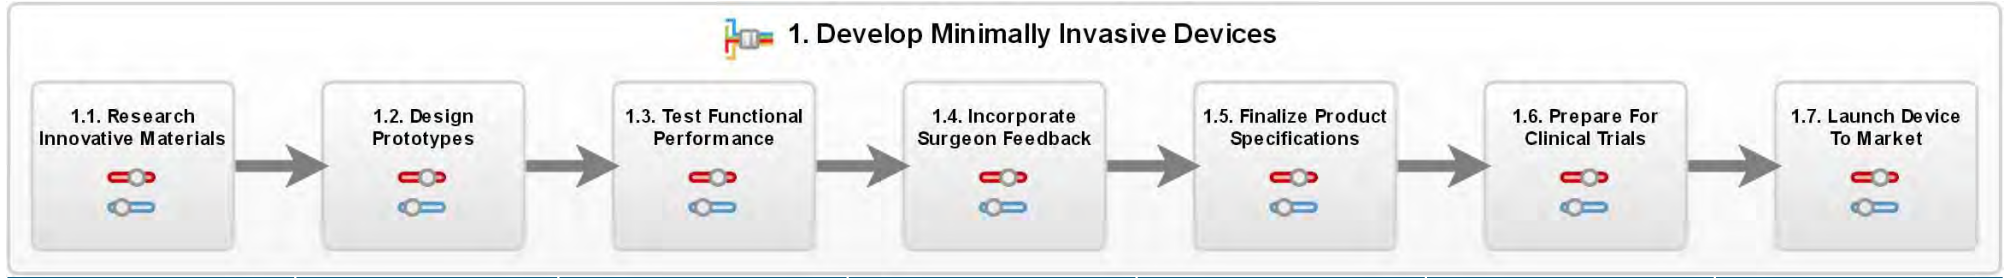 1. Develop Minimally Invasive Devices
1.1. Research
Innovative Materials
1.2. Design
Prototypes
1.3. Test Functional
Performance
1.4. Incorporate
Surgeon Feedback
1.5. Finalize Product
Specifications
1.6. Prepare For
Clinical Trials
1.7. Launch Device
To Market